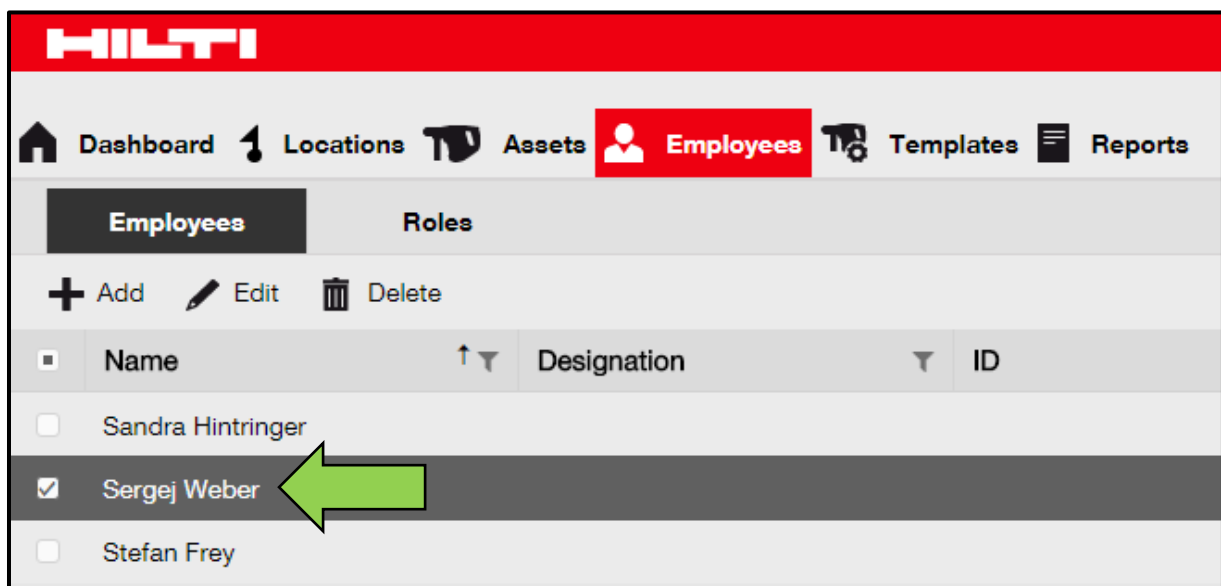 HILTI
Dashboard Locations Assets Employees Templates Reports
Employees Roles
Add Edit Delete
Name Designation ID
Sandra Hintringer
Sergej Weber
Stefan Frey